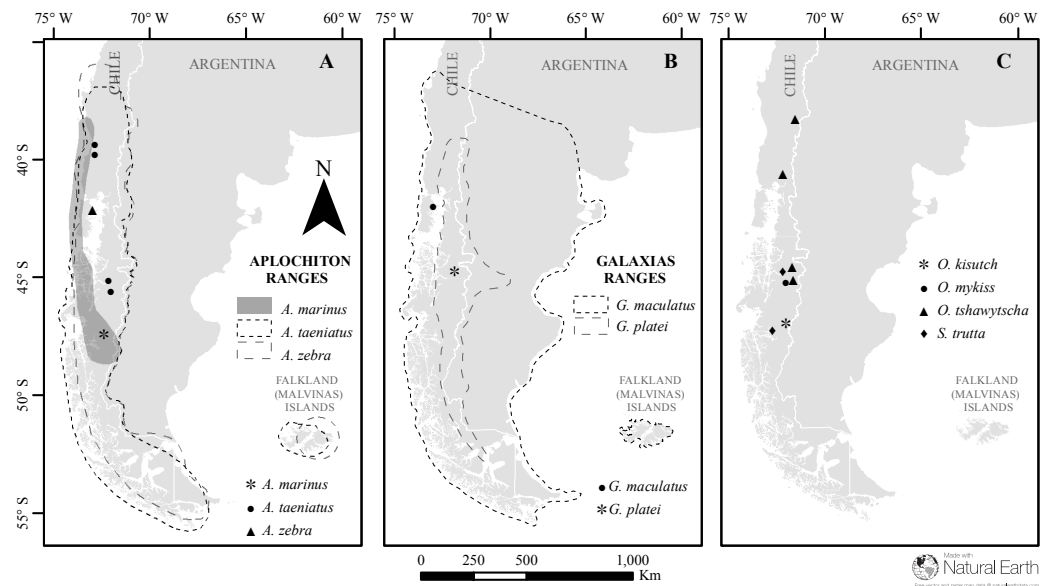 75° W
70° W
65° W
60° W
75° W
70° W
65° W
60° W
75° W
70° W
65° W
60° W
40° S
45° S
50° S
55° S
CHILE
ARGENTINA
A
N
APLOCHITON
RANGES
A. marinus
A. taeniatus
A. zebra
FALKLAND
(MALVINAS)
ISLANDS
A. marinus
A. taeniatus
A. zebra
CHILE
ARGENTINA
B
GALAXIAS
RANGES
G. maculatus
G. platei
FALKLAND
(MALVINAS)
ISLANDS
G. maculatus
G. platei
CHILE
ARGENTINA
C
O. kisutch
O. mykiss
O. tshawytscha
S. trutta
FALKLAND
(MALVINAS)
ISLANDS
0 250 500 1,000
Km
Made with
Natural Earth